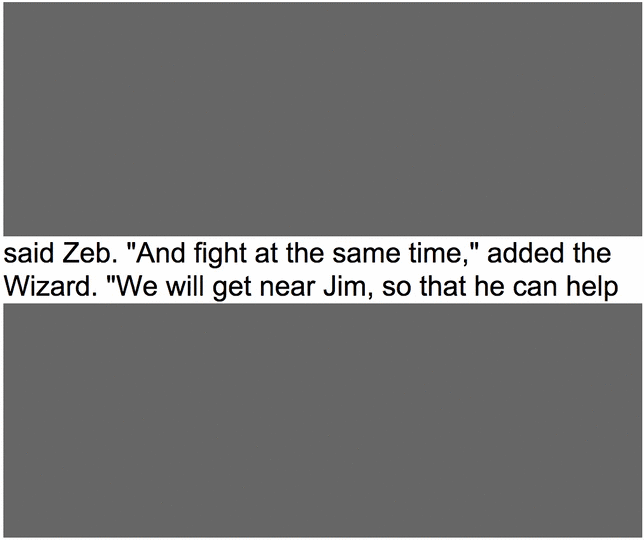 said Zeb. "And fight at the same time," added the
Wizard. "We will get near Jim, so that he can help